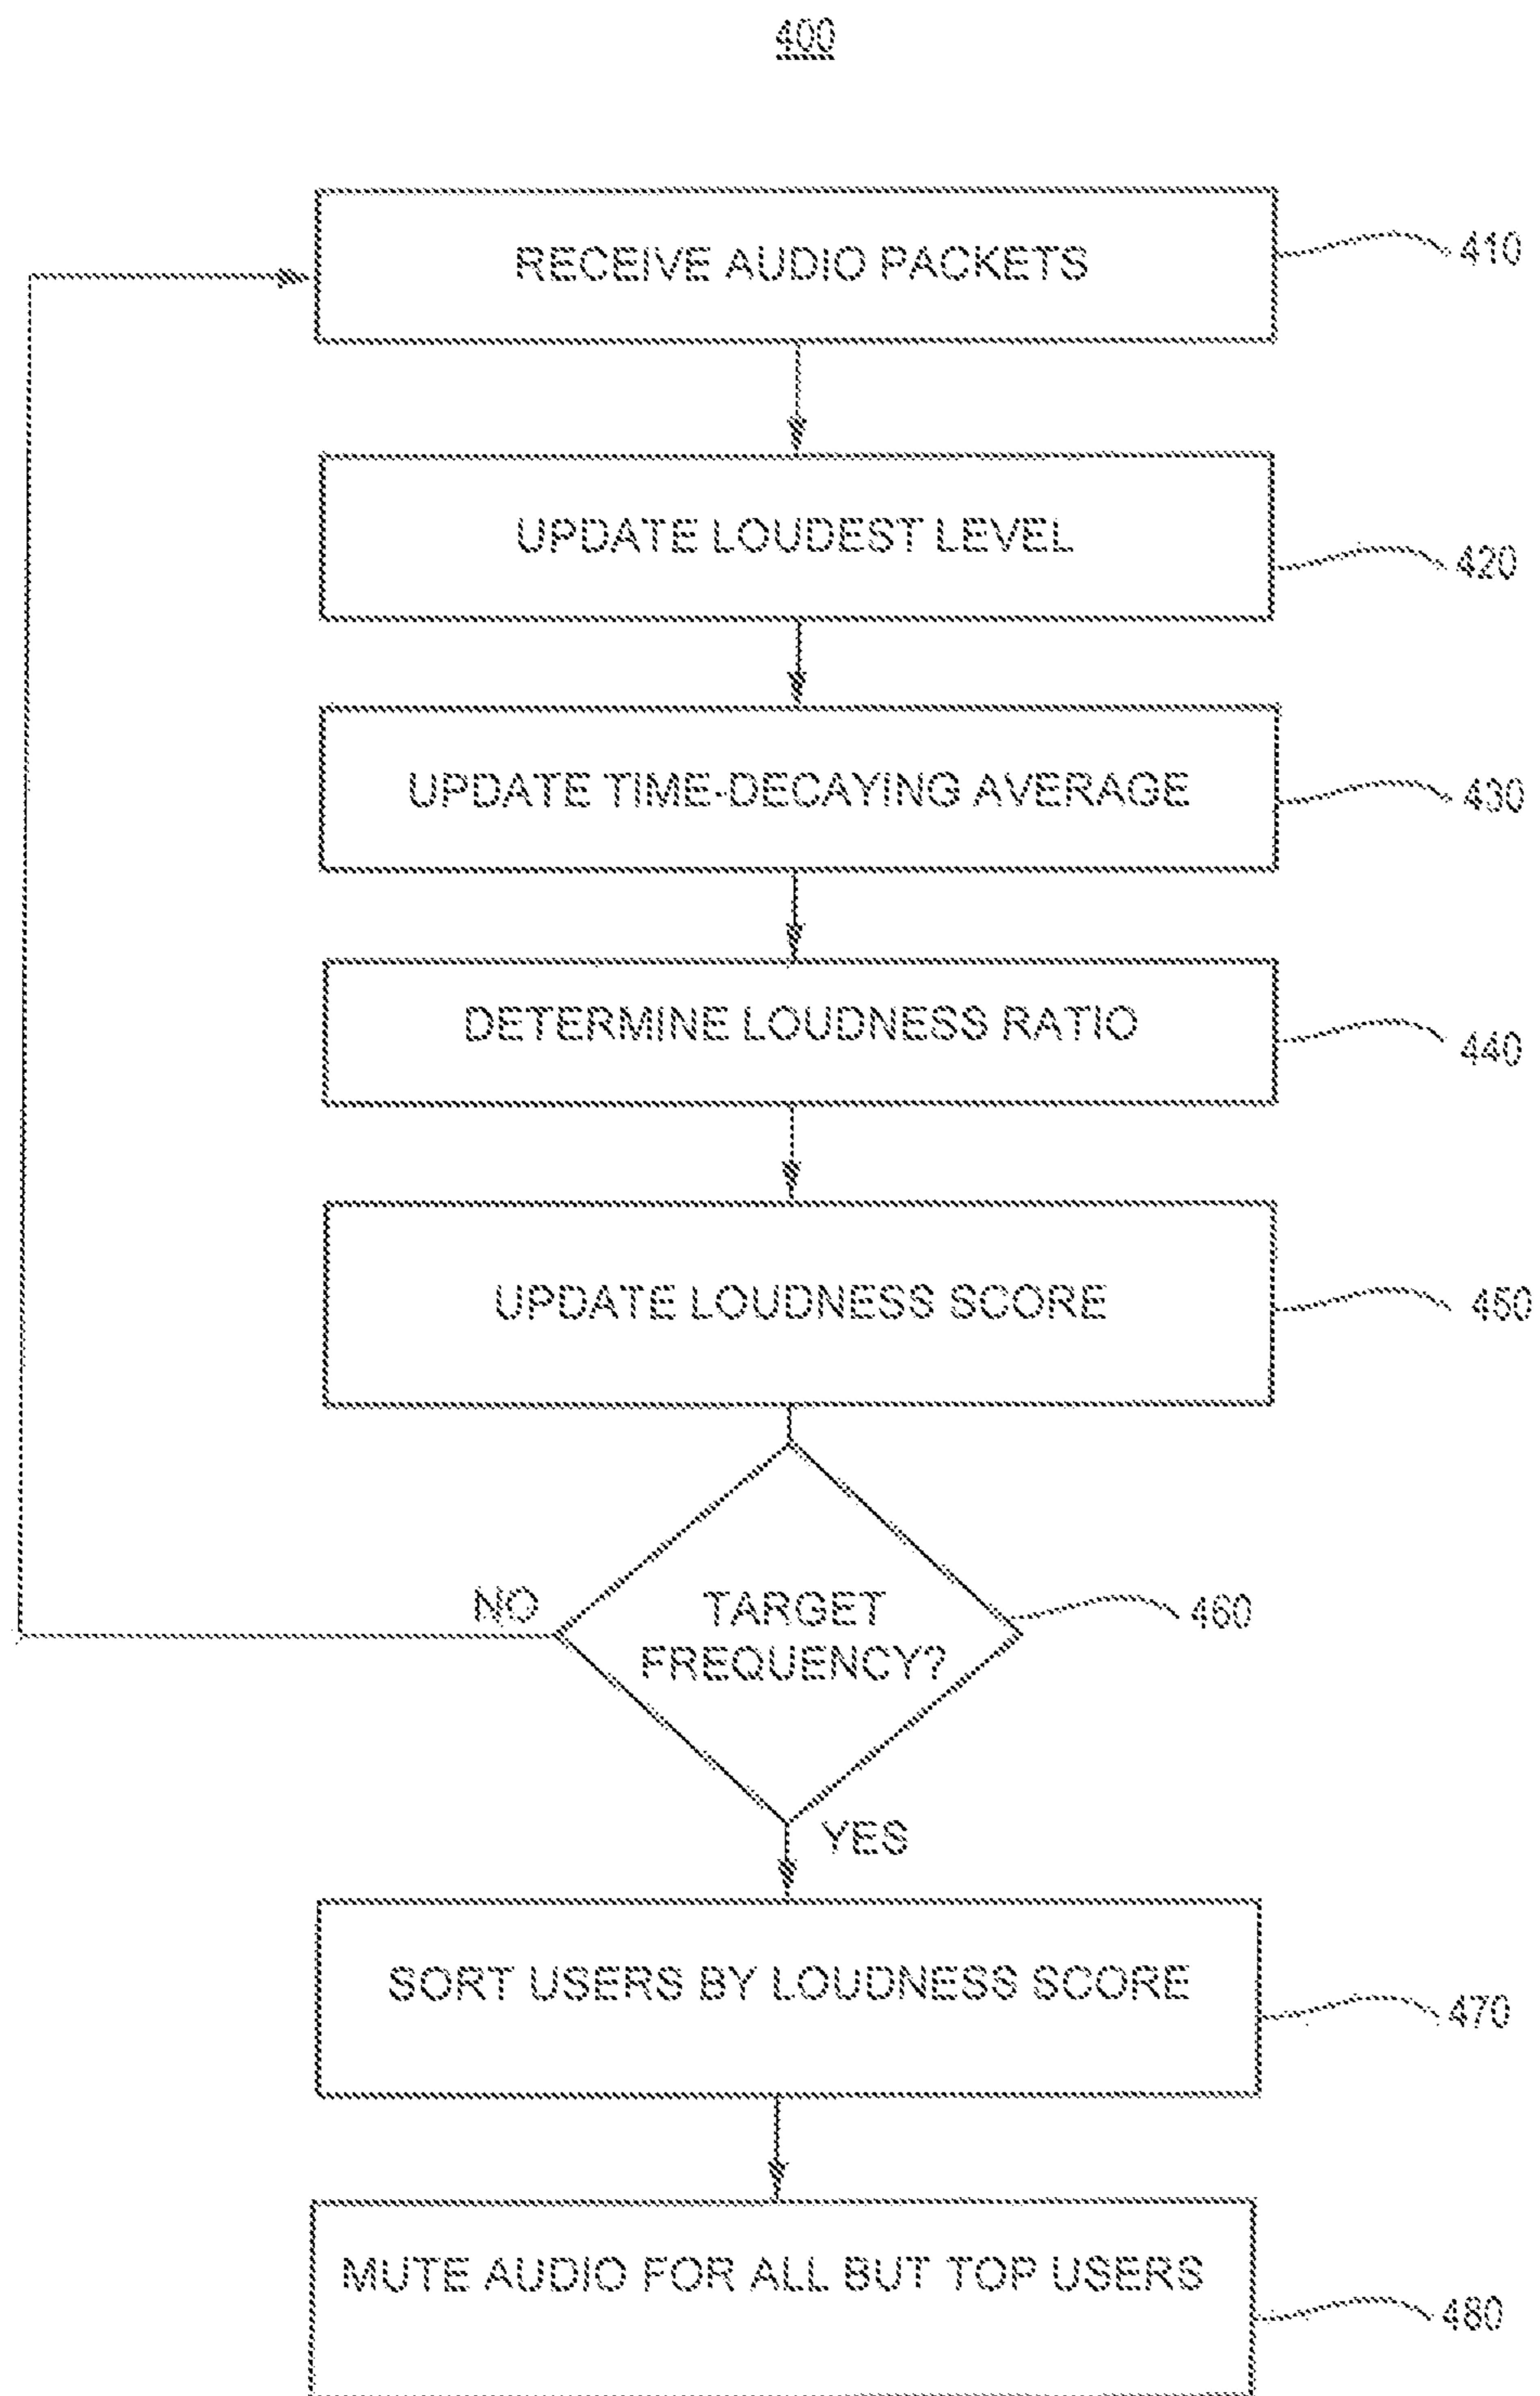 400
RECEIVE AUDIO PACKETS
410
UPDATE LOUDEST LEVEL
420
UPDATE TIME-DECAYING AVERAGE
430
DETERMINE LOUDNESS RATIO
440
UPDATE LOUDNESS SCORE
450
NO
TARGET
FREQUENCY?
460
YES
SORT USERS BY LOUDNESS SCORE
470
MUTE AUDIO FOR ALL BUT TOP USERS
480